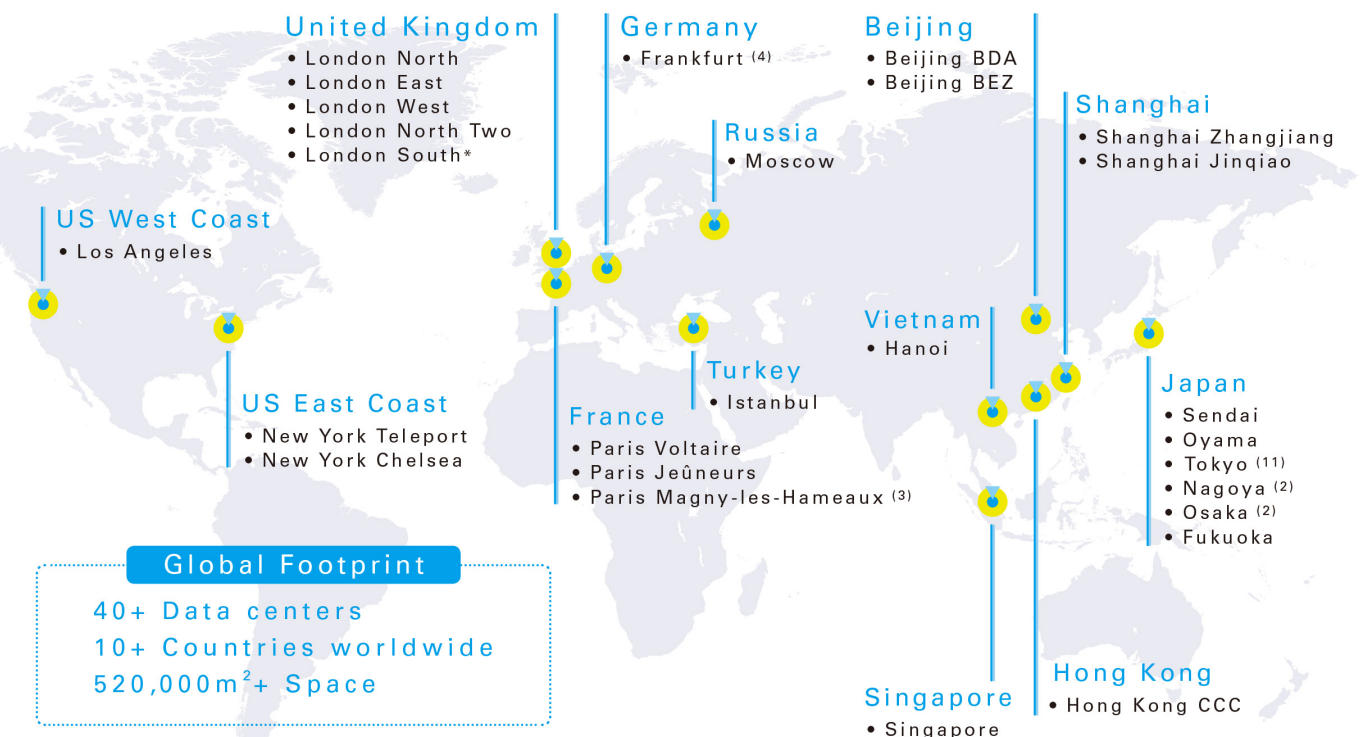 United Kingdom
• London North
• London East
• London West
• London North Two
• London South*
Germany
• Frankfurt (4)
Beijing
• Beijing BDA
• Beijing BEZ
Shanghai
• Shanghai Zhangjiang
• Shanghai Jinqiao
Russia
• Moscow
US West Coast
• Los Angeles
Vietnam
• Hanoi
US East Coast
• New York Teleport
• New York Chelsea
Turkey
• Istanbul
France
• Paris Voltaire
• Paris Jeûneurs
• Paris Magny-les-Hameaux (3)
Japan
• Sendai
• Oyama
• Tokyo (11)
• Nagoya (2)
• Osaka (2)
• Fukuoka
Global Footprint
40+ Data centers
10+ Countries worldwide
520,000m²+ Space
Singapore
• Singapore
Hong Kong
• Hong Kong CCC